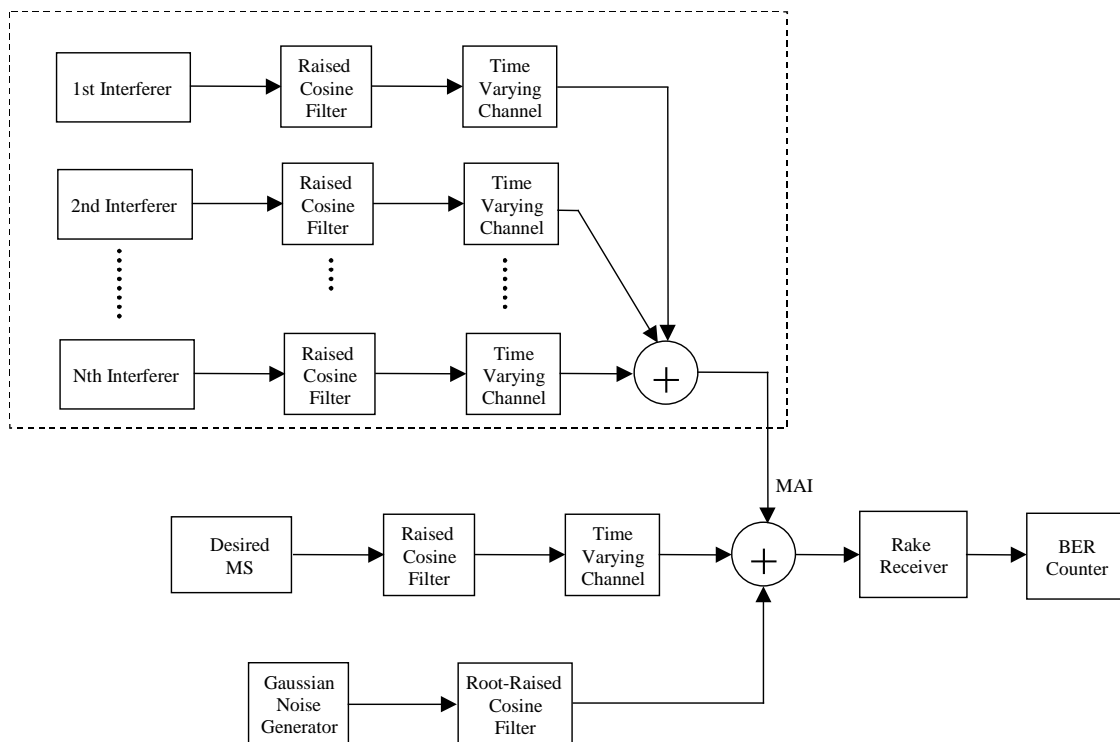 1st Interferer
Raised
Cosine
Filter
Time
Varying
Channel
2nd Interferer
Raised
Cosine
Filter
Time
Varying
Channel
Nth Interferer
Raised
Cosine
Filter
Time
Varying
Channel
+
MAI
Desired
MS
Raised
Cosine
Filter
Time
Varying
Channel
+
Rake
Receiver
BER
Counter
Gaussian
Noise
Generator
Root-Raised
Cosine
Filter